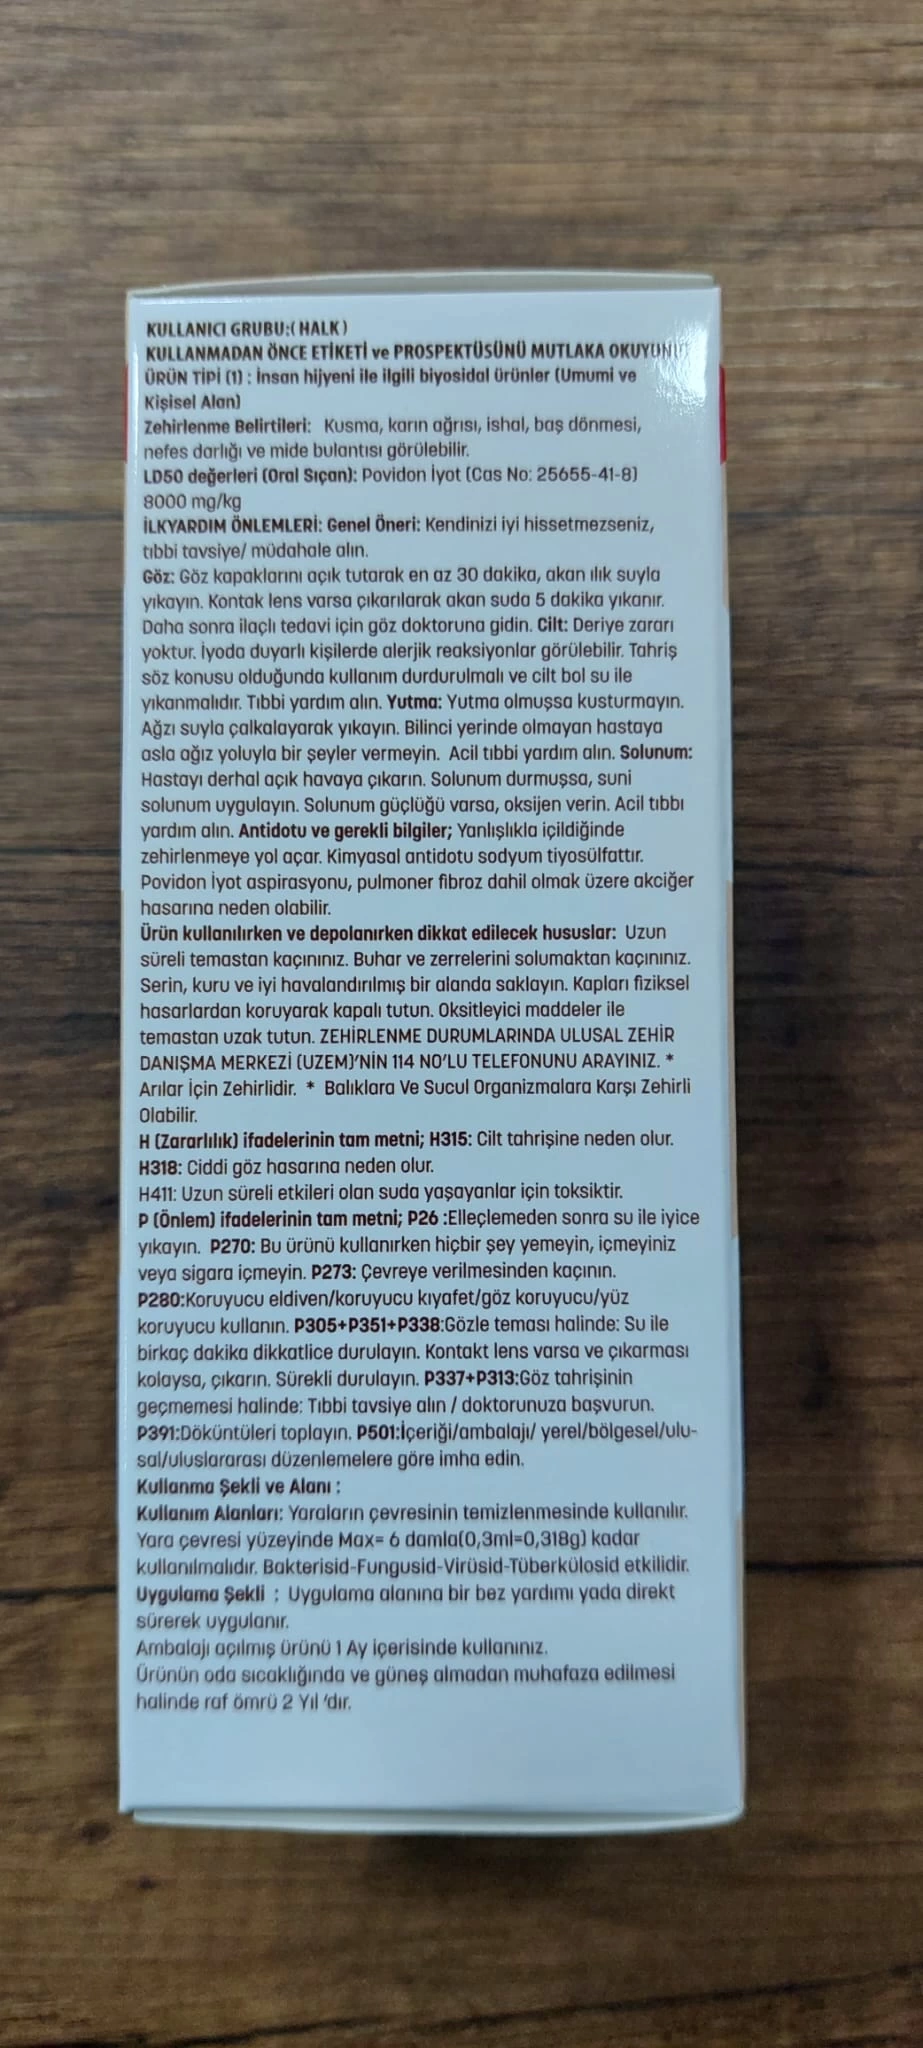 KULLANICI GRUBU:( HALK )
KULLANMADAN ÖNCE ETİKETİ ve PROSPEKTÜSÜNÜ MUTLAKA OKUYUNUZ
ÜRÜN TİPİ (1) : İnsan hijyeni ile ilgili biyosidal ürünler (Umumi ve
Kişisel Alan)
Zehirlenme Belirtileri: Kusma, karın ağrısı, ishal, baş dönmesi,
nefes darlığı ve mide bulantısı görülebilir.
LD50 değerleri (Oral Sıçan): Povidon İyot (Cas No: 25655-41-8)
8000 mg/kg
İLKYARDIM ÖNLEMLERİ: Genel Öneri: Kendinizi iyi hissetmezseniz,
tıbbi tavsiye/ müdahale alın.
Göz: Göz kapaklarını açık tutarak en az 30 dakika, akan ılık suyla
yıkayın. Kontak lens varsa çıkarılarak akan suda 5 dakika yıkanır.
Daha sonra ilaçlı tedavi için göz doktoruna gidin. Cilt: Deriye zararı
yoktur. İyoda duyarlı kişilerde alerjik reaksiyonlar görülebilir. Tahriş
söz konusu olduğunda kullanım durdurulmalı ve cilt bol su ile
yıkanmalıdır. Tıbbi yardım alın. Yutma: Yutma olmuşsa kusturmayın.
Ağzı suyla çalkalayarak yıkayın. Bilinci yerinde olmayan hastaya
asla ağız yoluyla bir şeyler vermeyin. Acil tıbbi yardım alın. Solunum:
Hastayı derhal açık havaya çıkarın. Solunum durmuşsa, suni
solunum uygulayın. Solunum güçlüğü varsa, oksijen verin. Acil tıbbı
yardım alın. Antidotu ve gerekli bilgiler; Yanlışlıkla içildiğinde
zehirlenmeye yol açar. Kimyasal antidotu sodyum tiyosülfattır.
Povidon İyot aspirasyonu, pulmoner fibroz dahil olmak üzere akciğer
hasarına neden olabilir.
Ürün kullanılırken ve depolanırken dikkat edilecek hususlar: Uzun
süreli temastan kaçınınız. Buhar ve zerrelerini solumaktan kaçınınız.
Serin, kuru ve iyi havalandırılmış bir alanda saklayın. Kapları fiziksel
hasarlardan koruyarak kapalı tutun. Oksitleyici maddeler ile
temastan uzak tutun. ZEHİRLENME DURUMLARINDA ULUSAL ZEHİR
DANIŞMA MERKEZİ (UZEM)’NİN 114 NO’LU TELEFONUNU ARAYINIZ. *
Arılar İçin Zehirlidir. * Balıklara Ve Sucul Organizmalara Karşı Zehirli
Olabilir.
H (Zararlılık) ifadelerinin tam metni; H315: Cilt tahrişine neden olur.
H318: Ciddi göz hasarına neden olur.
H411: Uzun süreli etkileri olan suda yaşayanlar için toksiktir.
P (Önlem) ifadelerinin tam metni; P26 :Elleçlemeden sonra su ile iyice
yıkayın. P270: Bu ürünü kullanırken hiçbir şey yemeyin, içmeyiniz
veya sigara içmeyin. P273: Çevreye verilmesinden kaçının.
P280:Koruyucu eldiven/koruyucu kıyafet/göz koruyucu/yüz
koruyucu kullanın. P305+P351+P338:Gözle teması halinde: Su ile
birkaç dakika dikkatlice durulayın. Kontakt lens varsa ve çıkarması
kolaysa, çıkarın. Sürekli durulayın. P337+P313:Göz tahrişinin
geçmemesi halinde: Tıbbi tavsiye alın / doktorunuza başvurun.
P391:Döküntüleri toplayın. P501:İçeriği/ambalajı/ yerel/bölgesel/ulu-
sal/uluslararası düzenlemelere göre imha edin.
Kullanma Şekli ve Alanı :
Kullanım Alanları: Yaraların çevresinin temizlenmesinde kullanılır.
Yara çevresi yüzeyinde Max= 6 damla(0,3ml=0,318g) kadar
kullanılmalıdır. Bakterisid-Fungusid-Virüsid-Tüberkülosid etkilidir.
Uygulama Şekli : Uygulama alanına bir bez yardımı yada direkt
sürerek uygulanır.
Ambalajı açılmış ürünü 1 Ay içerisinde kullanınız.
Ürünün oda sıcaklığında ve güneş almadan muhafaza edilmesi
halinde raf ömrü 2 Yıl ‘dır.